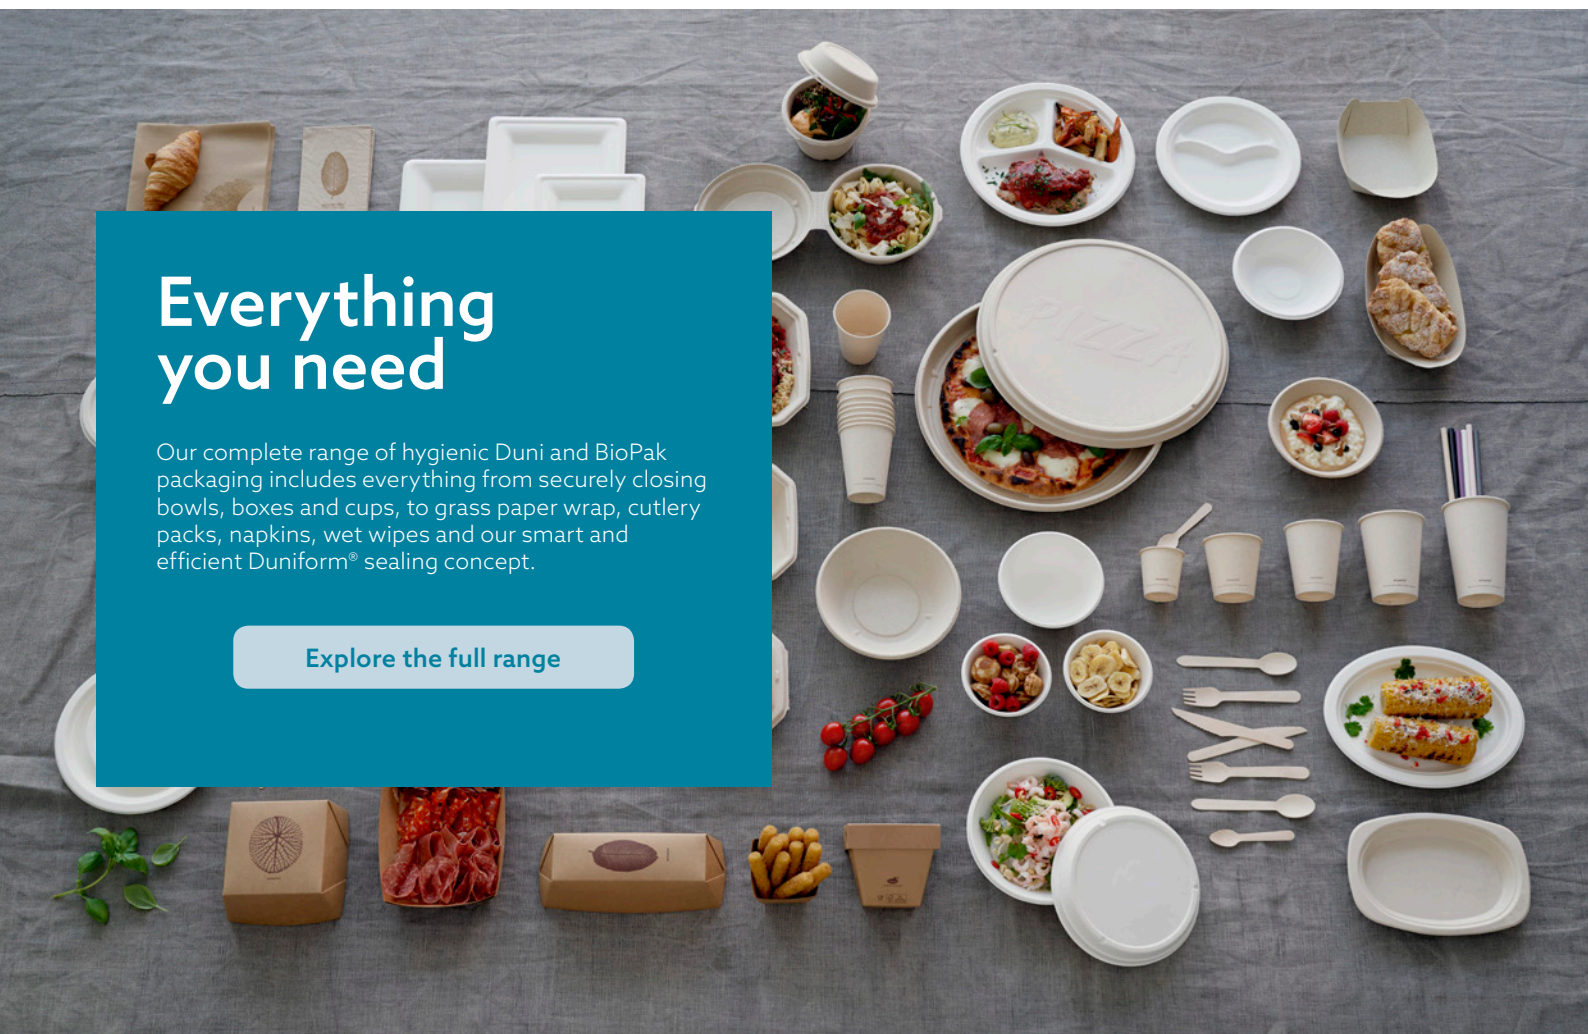 Everything
you need
Our complete range of hygienic Duni and BioPak
packaging includes everything from securely closing
bowls, boxes and cups, to grass paper wrap, cutlery
packs, napkins, wet wipes and our smart and
efficient Duniform® sealing concept.
Explore the full range
PIZZA